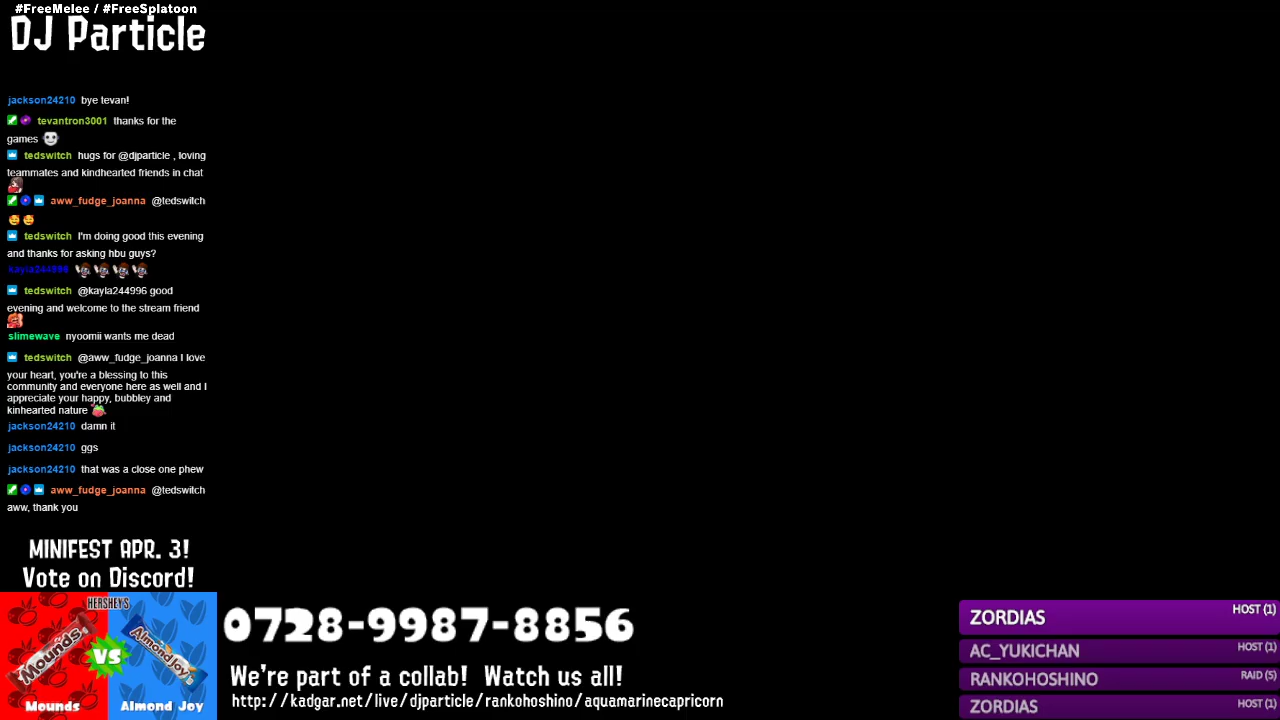 #FreeMelee / #FreeSplatoon
DJ Particle
jackson24210 bye tevan!
tevantron3001 thanks for the
games
tedswitch hugs for @djparticle , loving
teammates and kindhearted friends in chat
aww_fudge_joanna @tedswitch
tedswitch I'm doing good this evening
and thanks for asking hbu guys?
kayla244996
tedswitch @kayla244996 good
evening and welcome to the stream friend
slimewave nyoomii wants me dead
tedswitch @aww_fudge_joanna I love
your heart, you're a blessing to this
community and everyone here as well and I
appreciate your happy, bubbley and
kinhearted nature
jackson24210 damn it
jackson24210 ggs
jackson24210 that was a close one phew
aww_fudge_joanna @tedswitch
aww, thank you
MINIFEST APR. 3!
Vote on Discord!
HERSHEY'S
Mounds
VS
Almond Joy
Mounds
Almond Joy
0728-9987-8856
We're part of a collab! Watch us all!
http://kadgar.net/live/djparticle/rankohoshino/aquamarinecapricorn
ZORDIAS HOST (1)
AC_YUKICHAN HOST (1)
RANKOHOSHINO RAID (5)
ZORDIAS HOST (1)